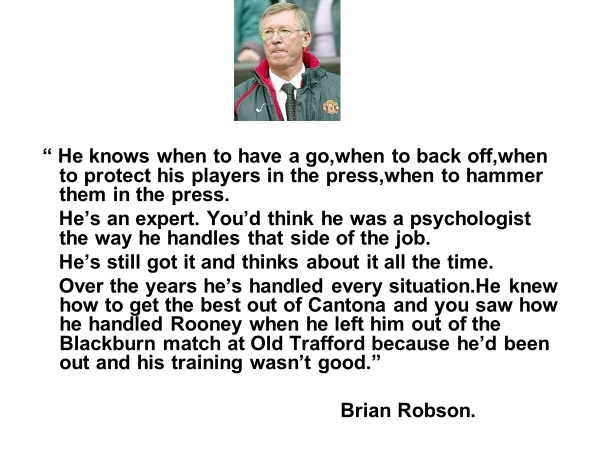 “ He knows when to have a go,when to back off,when
to protect his players in the press,when to hammer
them in the press.
He’s an expert. You’d think he was a psychologist
the way he handles that side of the job.
He’s still got it and thinks about it all the time.
Over the years he’s handled every situation.He knew
how to get the best out of Cantona and you saw how
he handled Rooney when he left him out of the
Blackburn match at Old Trafford because he’d been
out and his training wasn’t good.”
Brian Robson.